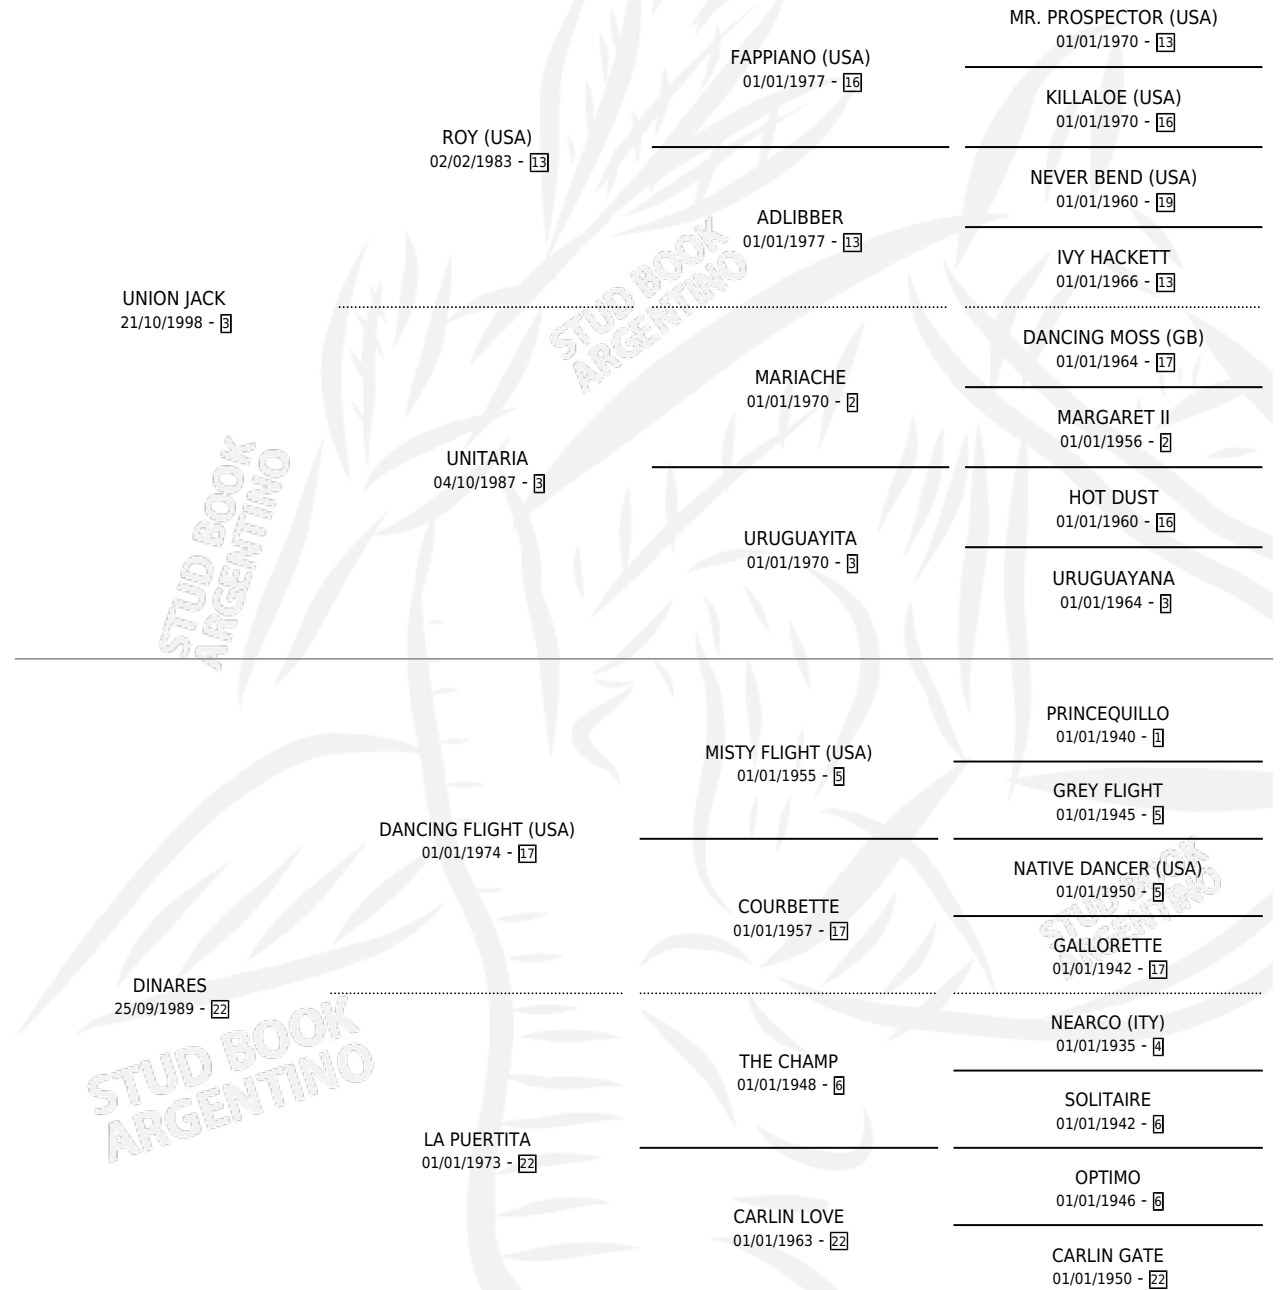 MR. PROSPECTOR (USA)
01/01/1970 - 13
FAPPIANO (USA)
01/01/1977 - 16
KILLALOE (USA)
01/01/1970 - 16
ROY (USA)
02/02/1983 - 13
NEVER BEND (USA)
01/01/1960 - 19
ADLIBBER
01/01/1977 - 13
IVY HACKETT
01/01/1966 - 13
UNION JACK
21/10/1998 - 3
DANCING MOSS (GB)
01/01/1964 - 17
MARIACHE
01/01/1970 - 2
MARGARET II
01/01/1956 - 2
UNITARIA
04/10/1987 - 3
HOT DUST
01/01/1960 - 16
URUGUAYITA
01/01/1970 - 3
URUGUAYANA
01/01/1964 - 3
PRINCEQUILLO
01/01/1940 - 1
MISTY FLIGHT (USA)
01/01/1955 - 5
GREY FLIGHT
01/01/1945 - 5
DANCING FLIGHT (USA)
01/01/1974 - 17
NATIVE DANCER (USA)
01/01/1950 - 5
COURBETTE
01/01/1957 - 17
GALLORETTE
01/01/1942 - 17
DINARES
25/09/1989 - 22
NEARCO (ITY)
01/01/1935 - 4
THE CHAMP
01/01/1948 - 6
SOLITAIRE
01/01/1942 - 6
LA PUERTITA
01/01/1973 - 22
OPTIMO
01/01/1946 - 6
CARLIN LOVE
01/01/1963 - 22
CARLIN GATE
01/01/1950 - 22
STUD BOOK
ARGENTINO
STUD BOOK
ARGENTINO
STUD BOOK
ARGENTINO
STUD BOOK
ARGENTINO